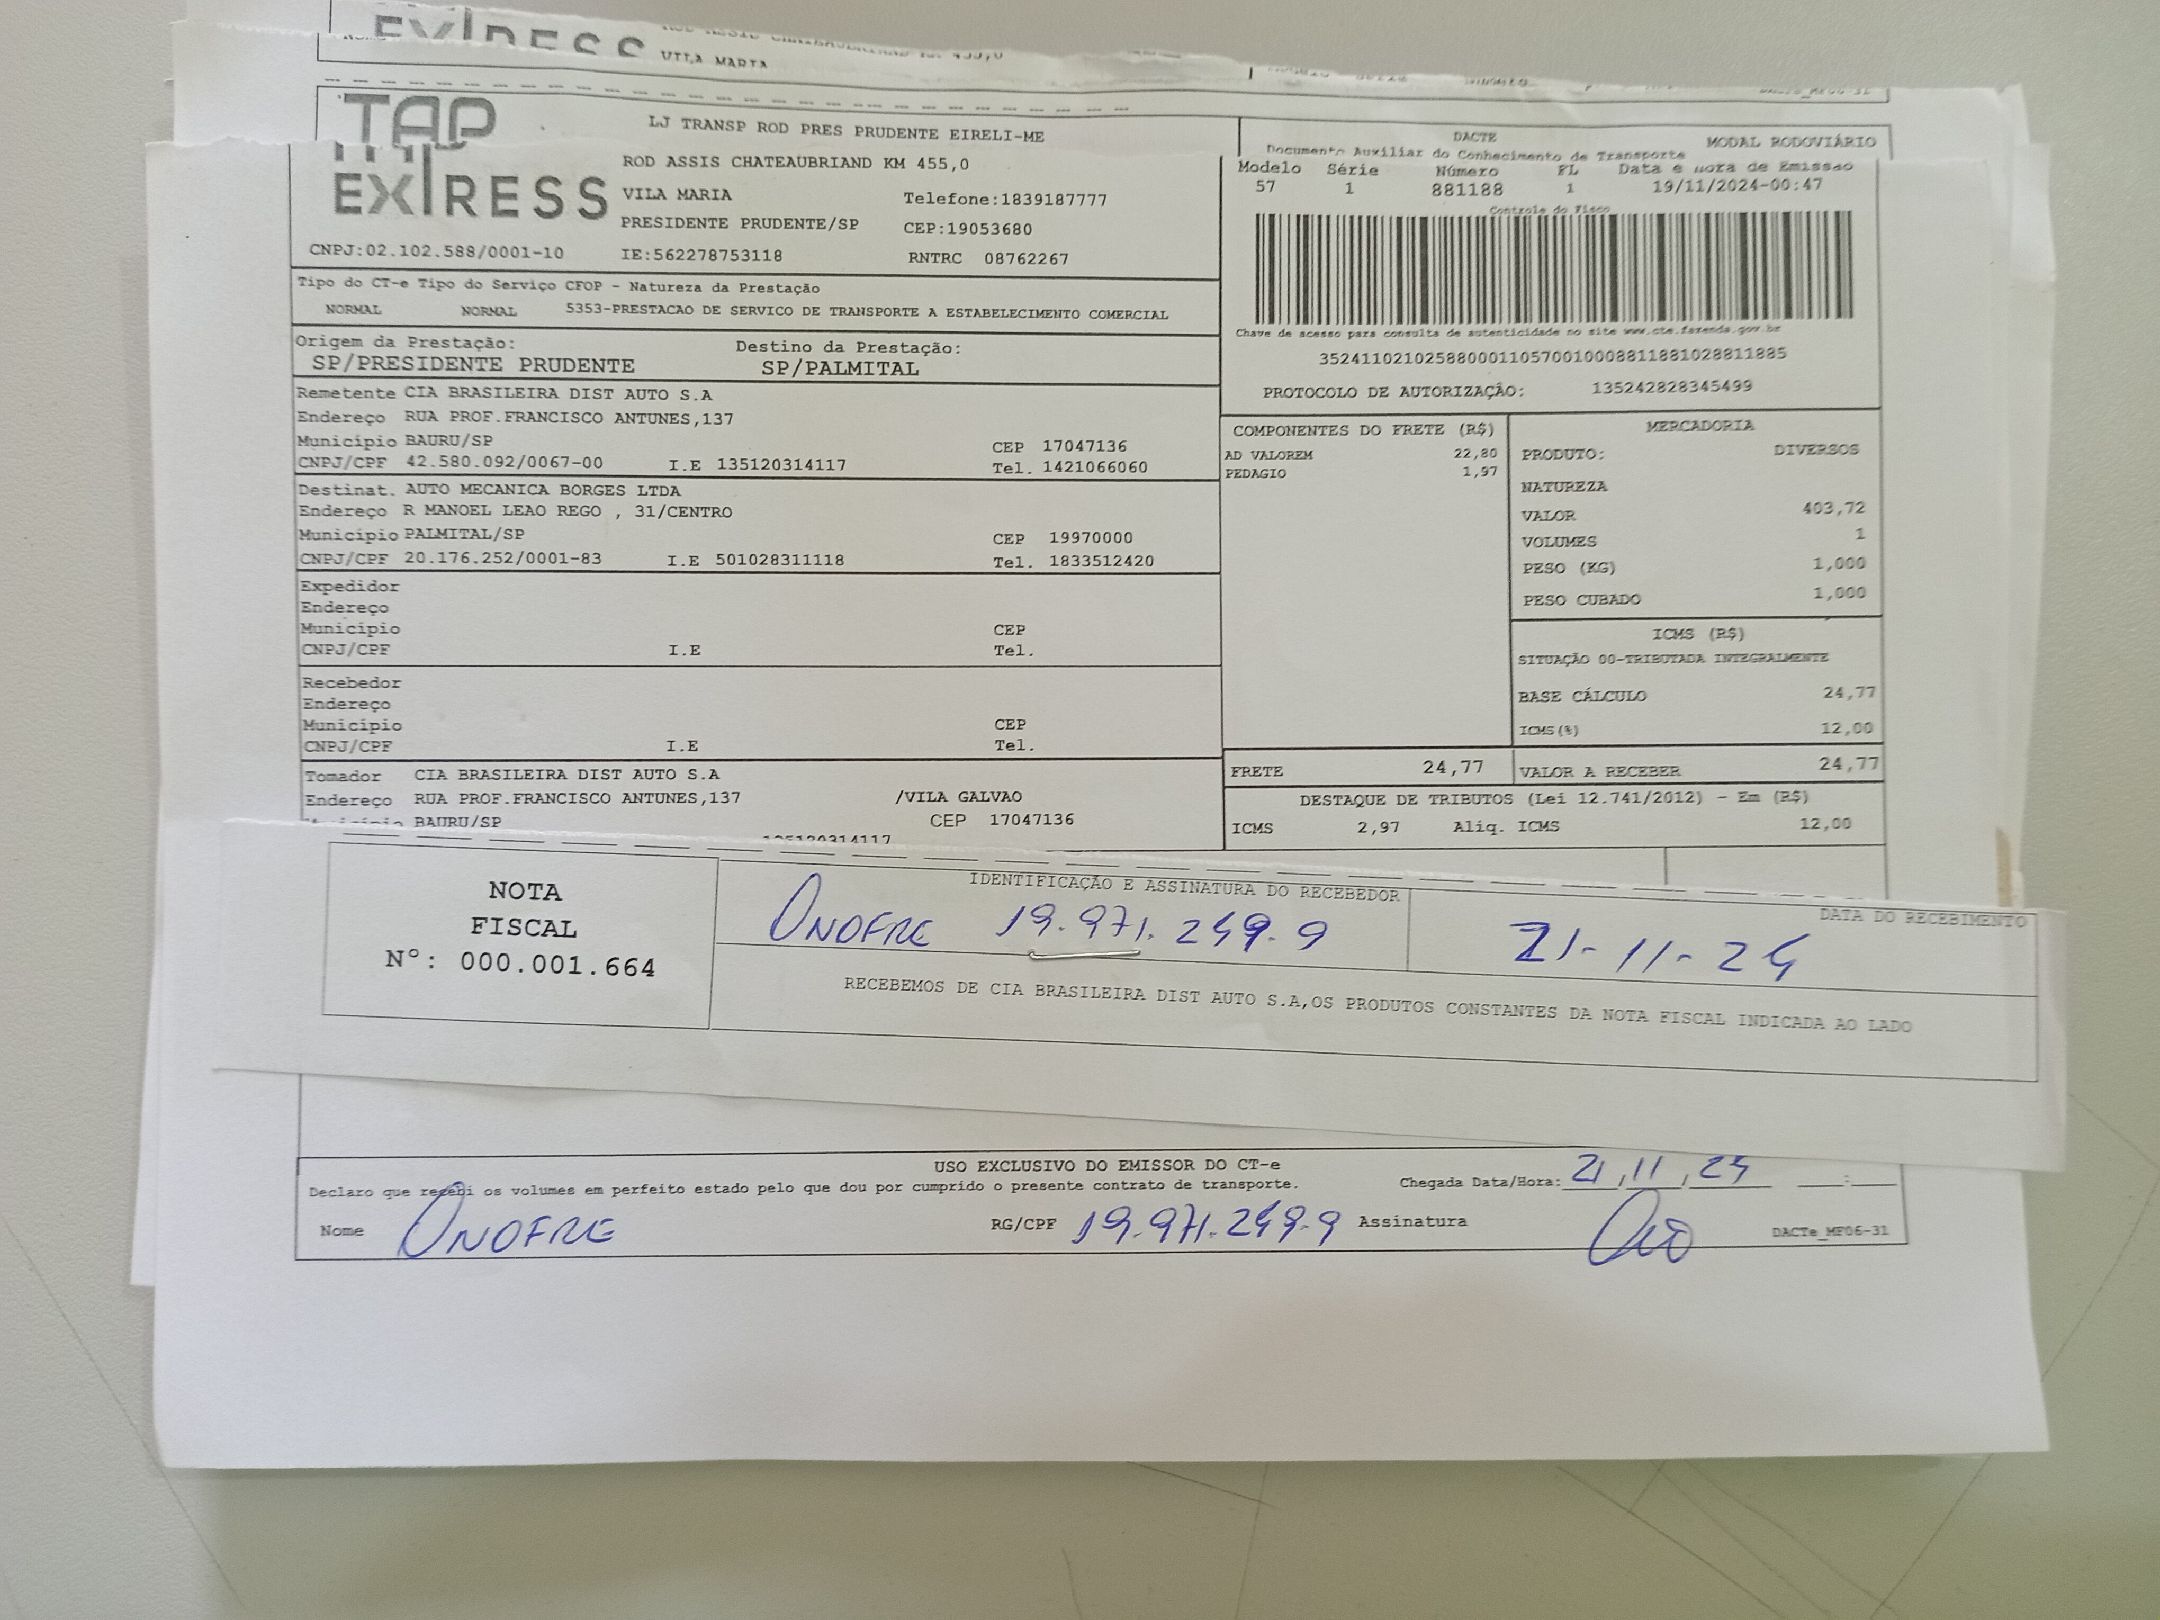 VILA MARIA
TAP
EXPRESS
LJ TRANSP ROD PRES PRUDENTE EIRELI-ME
ROD ASSIS CHATEAUBRIAND KM 455,0
VILA MARIA Telefone:1839187777
PRESIDENTE PRUDENTE/SP CEP:19053680
CNPJ:02.102.588/0001-10 IE:562278753118 RNTRC 08762267
DACTE MODAL RODOVIÁRIO
Documento Auxiliar do Conhecimento de Transporte
Modelo Série Número FL Data e Hora de Emissão
57 1 881188 1 19/11/2024-00:47
Controle do Fisco
Chave de acesso para consulta de autenticidade no site www.cte.fazenda.gov.br
35241102102588000110570010008811881028811885
PROTOCOLO DE AUTORIZAÇÃO: 135242828345499
Tipo do CT-e Tipo do Serviço CFOP - Natureza da Prestação
NORMAL NORMAL 5353-PRESTACAO DE SERVICO DE TRANSPORTE A ESTABELECIMENTO COMERCIAL
Origem da Prestação: Destino da Prestação:
SP/PRESIDENTE PRUDENTE SP/PALMITAL
Remetente CIA BRASILEIRA DIST AUTO S.A
Endereço RUA PROF.FRANCISCO ANTUNES,137
Município BAURU/SP CEP 17047136
CNPJ/CPF 42.580.092/0067-00 I.E 135120314117 Tel. 1421066060
Destinat. AUTO MECANICA BORGES LTDA
Endereço R MANOEL LEAO REGO , 31/CENTRO
Município PALMITAL/SP CEP 19970000
CNPJ/CPF 20.176.252/0001-83 I.E 501028311118 Tel. 1833512420
Expedidor
Endereço
Município CEP
CNPJ/CPF I.E Tel.
Recebedor
Endereço
Município CEP
CNPJ/CPF I.E Tel.
Tomador CIA BRASILEIRA DIST AUTO S.A
Endereço RUA PROF.FRANCISCO ANTUNES,137 /VILA GALVAO
Município BAURU/SP CEP 17047136
135120314117
COMPONENTES DO FRETE (R$)
AD VALOREM 22,80
PEDAGIO 1,97
MERCADORIA
PRODUTO: DIVERSOS
NATUREZA
VALOR 403,72
VOLUMES 1
PESO (KG) 1,000
PESO CUBADO 1,000
ICMS (R$)
SITUAÇÃO 00-TRIBUTADA INTEGRALMENTE
BASE CÁLCULO 24,77
ICMS(%) 12,00
FRETE 24,77 VALOR A RECEBER 24,77
DESTAQUE DE TRIBUTOS (Lei 12.741/2012) - Em (R$)
ICMS 2,97 Aliq. ICMS 12,00
NOTA
FISCAL
N°: 000.001.664
IDENTIFICAÇÃO E ASSINATURA DO RECEBEDOR
ONOFRE 19.971.249.9
DATA DO RECEBIMENTO
21-11-24
RECEBEMOS DE CIA BRASILEIRA DIST AUTO S.A,OS PRODUTOS CONSTANTES DA NOTA FISCAL INDICADA AO LADO
USO EXCLUSIVO DO EMISSOR DO CT-e
Declaro que recebi os volumes em perfeito estado pelo que dou por cumprido o presente contrato de transporte. Chegada Data/Hora: 21,11,24 :
Nome ONOFRE RG/CPF 19.971.249.9 Assinatura DACTe_MF06-31